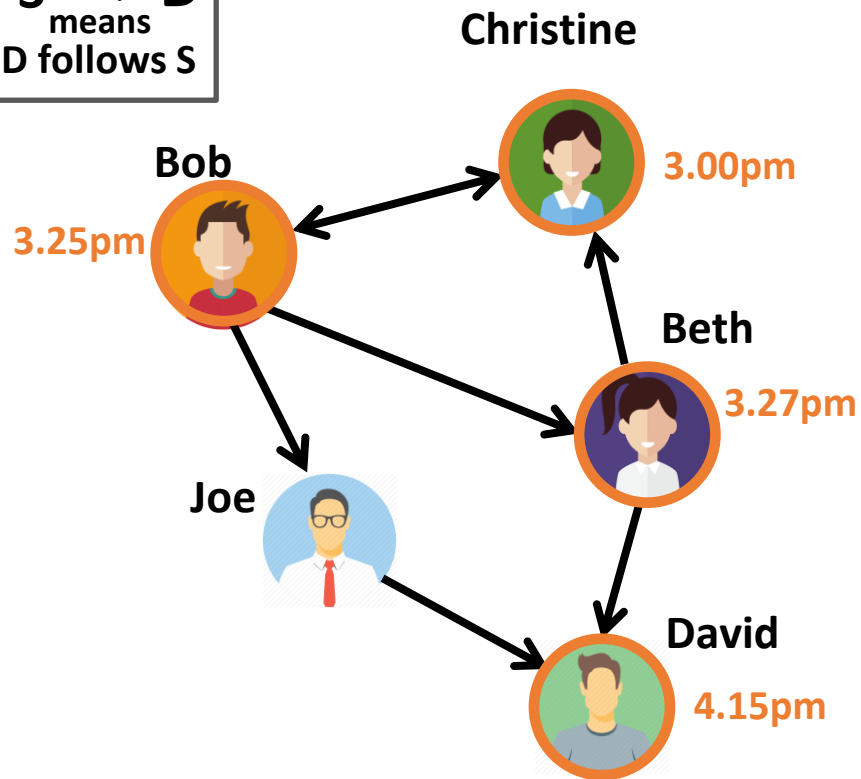 means
D follows S
Christine
Bob
3.00pm
3.25pm
Beth
3.27pm
Joe
David
4.15pm